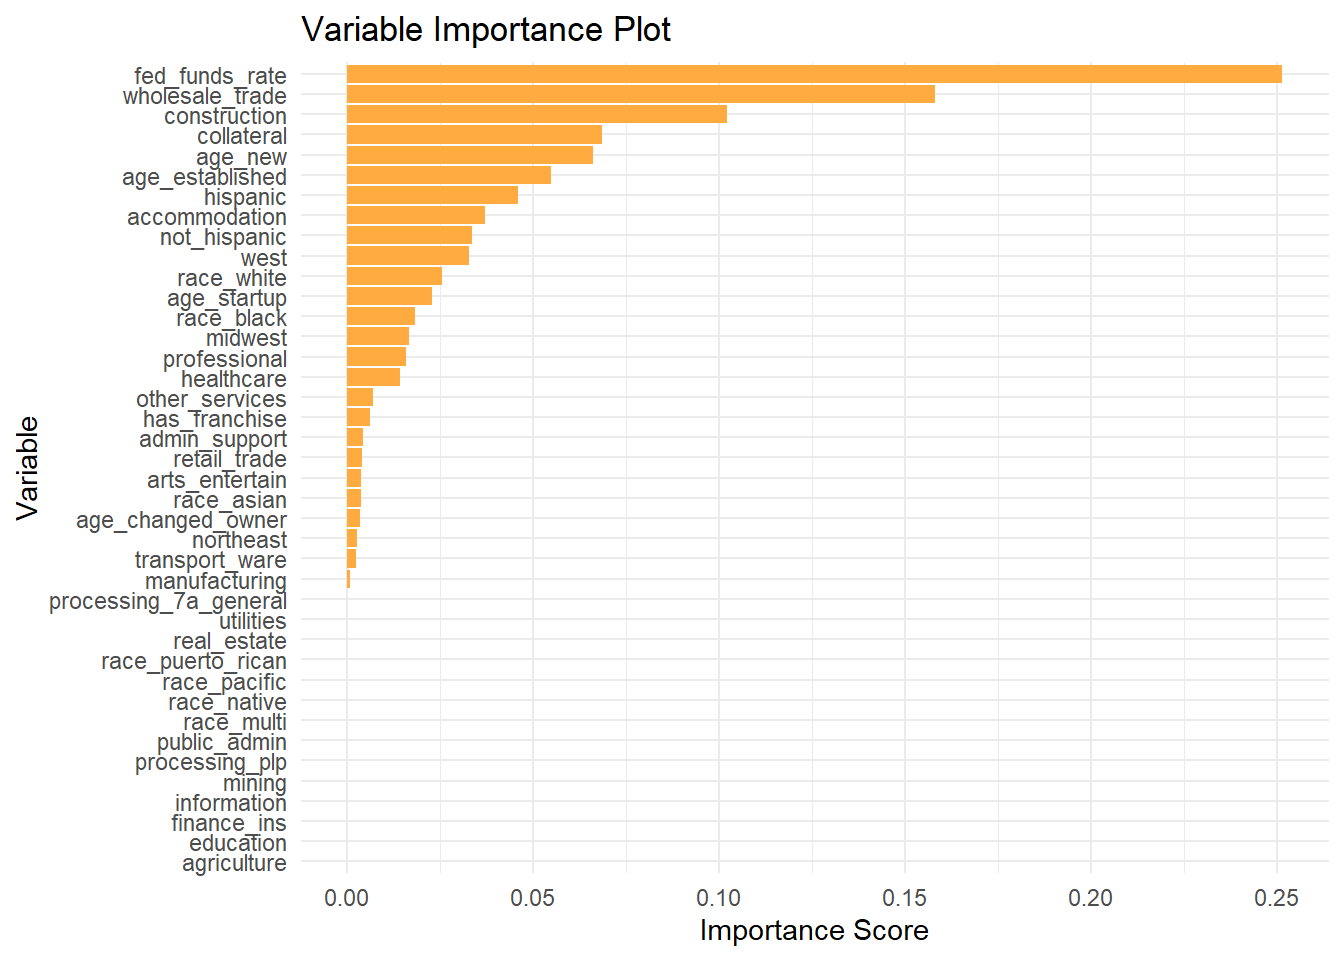 Variable Importance Plot
fed_funds_rate
wholesale_trade
construction
collateral
age_new
age_established
hispanic
accommodation
not_hispanic
west
race_white
age_startup
race_black
midwest
professional
healthcare
other_services
has_franchise
admin_support
retail_trade
arts_entertain
race_asian
age_changed_owner
northeast
transport_ware
manufacturing
processing_7a_general
utilities
real_estate
race_puerto_rican
race_pacific
race_native
race_multi
public_admin
processing_plp
mining
information
finance_ins
education
agriculture
Variable
0.00 0.05 0.10 0.15 0.20 0.25
Importance Score